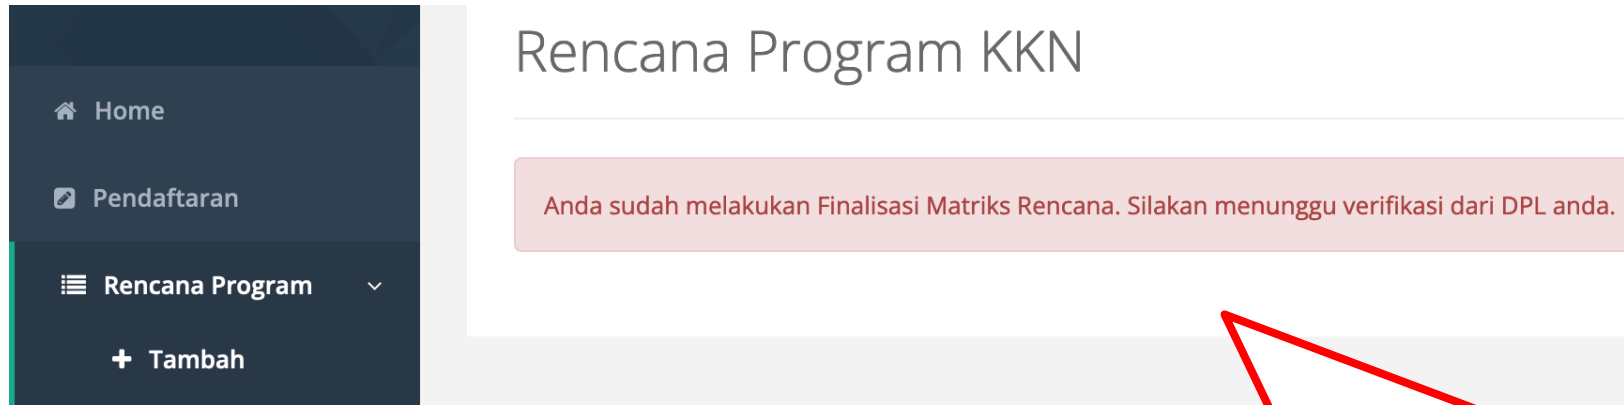 Home
Pendaftaran
Rencana Program
Tambah
Rencana Program KKN
Anda sudah melakukan Finalisasi Matriks Rencana. Silakan menunggu verifikasi dari DPL anda.